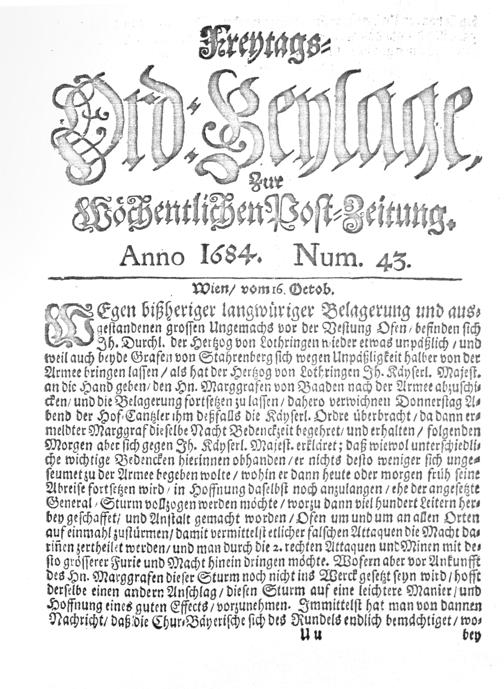 Freytags-
Ord-Beylage,
Zur
Wöchentlichen Post-Zeitung.
Anno 1684. Num. 43.
Wien/ vom 16. Octob.
WEgen bißheriger langwüriger Belagerung und aus-
gestandenen grossen Ungemachs vor der Vestung Ofen/ befinden sich
Jh. Durchl. der Hertzog von Lothringen wieder etwas unpäßlich/ und
weil auch beyde Grafen von Stahrenberg sich wegen Unpäßligkeit halber von der
Armee bringen lassen/ als hat der Hertzog von Lothringen Jh. Käyserl. Majest.
an die Hand geben/ den Hn. Marggrafen von Baaden nach der Armee abzuschi-
cken/ und die Belagerung fortsetzen zu lassen/ dahero verwichnen Donnerstag A-
bend der Hof-Cantzler ihm deßfalls die Käyserl. Ordre überbracht/ da dann er-
meldter Marggraf dieselbe Nacht Bedenckzeit begehret/ und erhalten/ folgenden
Morgen aber sich gegen Jh. Käyserl. Majest. erkläret; daß wiewol unterschiedli-
che wichtige Bedencken hierinnen obhanden/ er nichts desto weniger sich unge-
seumet zu der Armee begeben wolte/ wohin er dann heute oder morgen früh seine
Abreise fortsetzen wird/ in Hoffnung daselbst noch anzulangen/ ehe der angesetzte
General-Sturm vollzogen werden möchte/ worzu dann viel hundert Leitern her-
bey geschaffet/ und Anstalt gemacht worden/ Ofen um und um an allen Orten
auf einmahl zustürmen/ damit vermittelst etlicher falschen Attaquen die Macht da-
rinen zertheilet werden/ und man durch die 2. rechten Attaquen und Minen mit de-
sto grösserer Furie und Macht hinein dringen möchte. Wofern aber vor Ankunfft
des Hn. Marggrafen dieser Sturm noch nicht ins Werck gesetzt seyn wird/ hofft
derselbe einen andern Anschlag/ diesen Sturm auf eine leichtere Manier/ und
Hoffnung eines guten Effects/ vorzunehmen. Jmmittelst hat man von dannen
Nachricht/ daß die Chur-Bäyerische sich des Rundels endlich bemächtiget/ wo-
Uu bey